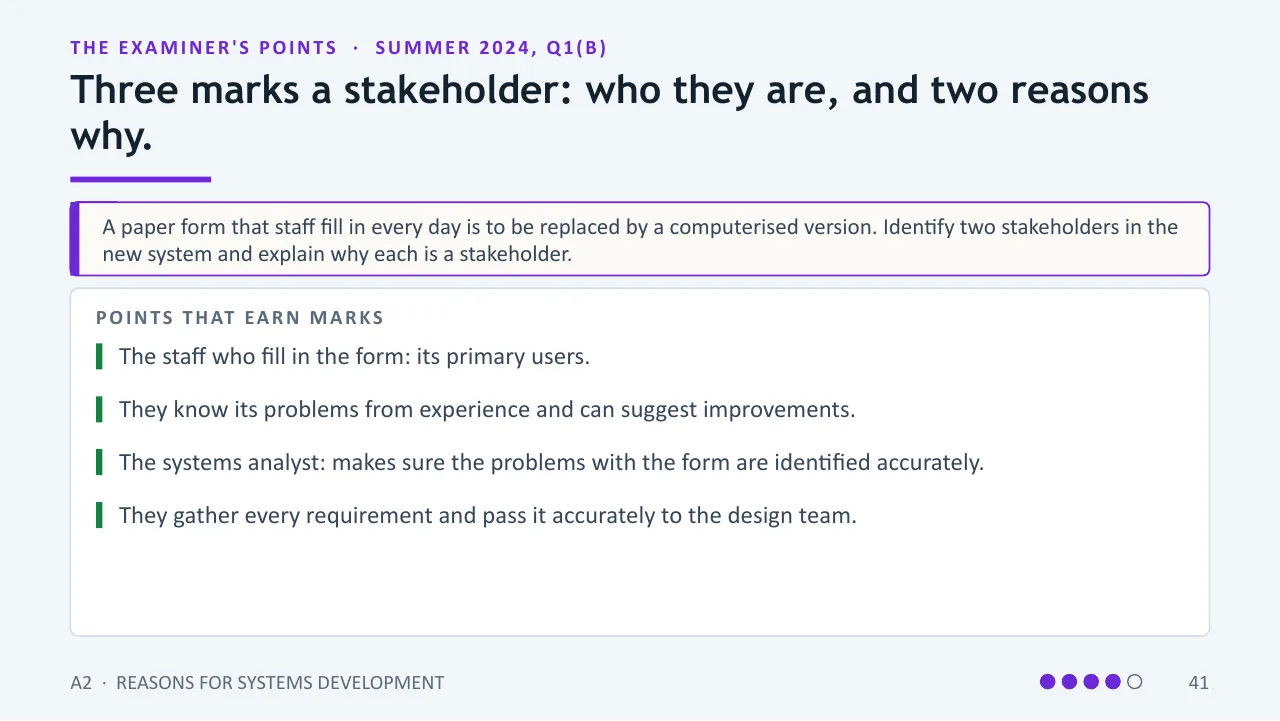 THE EXAMINER'S POINTS · SUMMER 2024, Q1(B)
Three marks a stakeholder: who they are, and two reasons
why.
A paper form that staff fill in every day is to be replaced by a computerised version. Identify two stakeholders in the
new system and explain why each is a stakeholder.
POINTS THAT EARN MARKS
The staff who fill in the form: its primary users.
They know its problems from experience and can suggest improvements.
The systems analyst: makes sure the problems with the form are identified accurately.
They gather every requirement and pass it accurately to the design team.
A2 · REASONS FOR SYSTEMS DEVELOPMENT
41